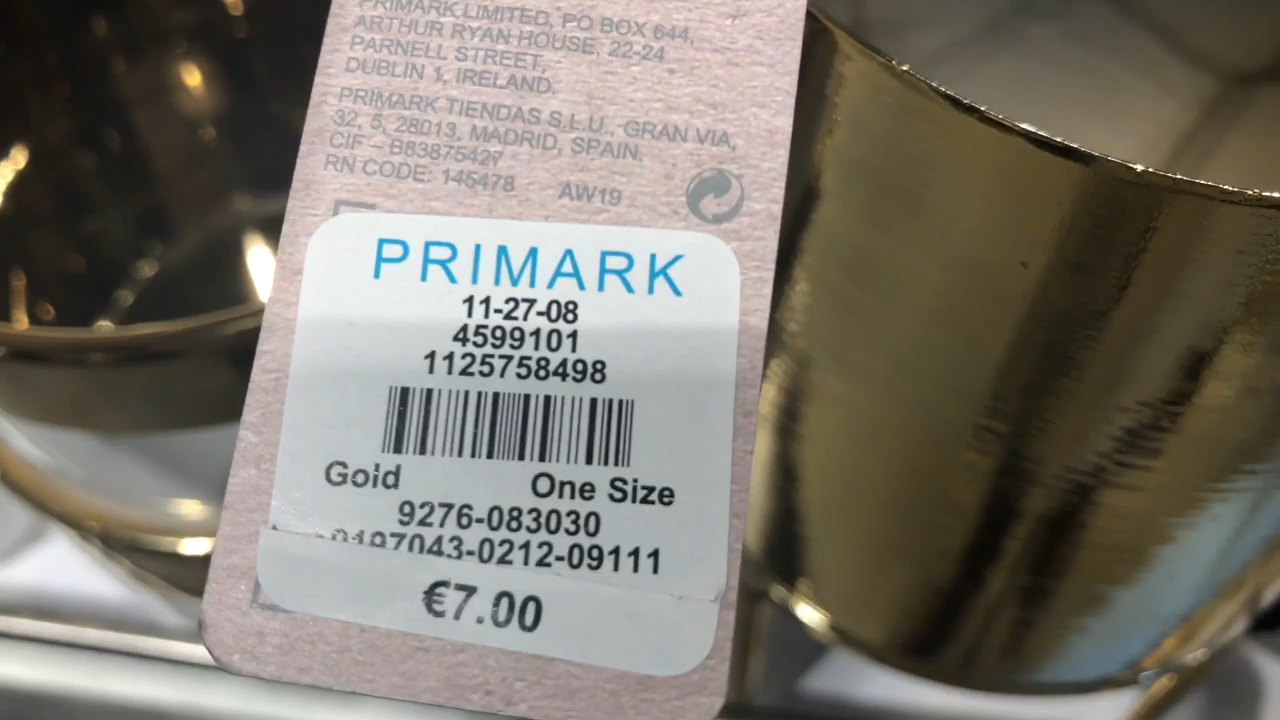 PRIMARK LIMITED, PO BOX 644,
ARTHUR RYAN HOUSE, 22-24
PARNELL STREET,
DUBLIN 1, IRELAND.
PRIMARK TIENDAS S.L.U., GRAN VIA,
32, 5, 28013, MADRID, SPAIN.
CIF – B83875427
RN CODE: 145478 AW19
PRIMARK
11-27-08
4599101
1125758498
Gold One Size
9276-083030
0197043-0212-09111
€7.00